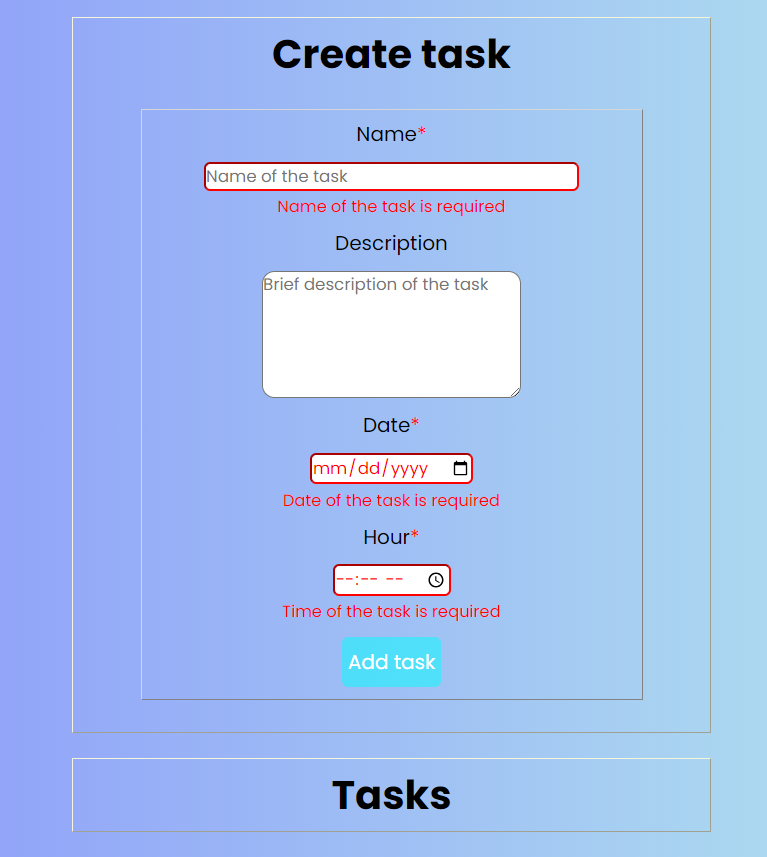 Create task
Name*
Name of the task
Name of the task is required
Description
Brief description of the task
Date*
mm/dd/yyyy
Date of the task is required
Hour*
--:-- --
Time of the task is required
Add task
Tasks